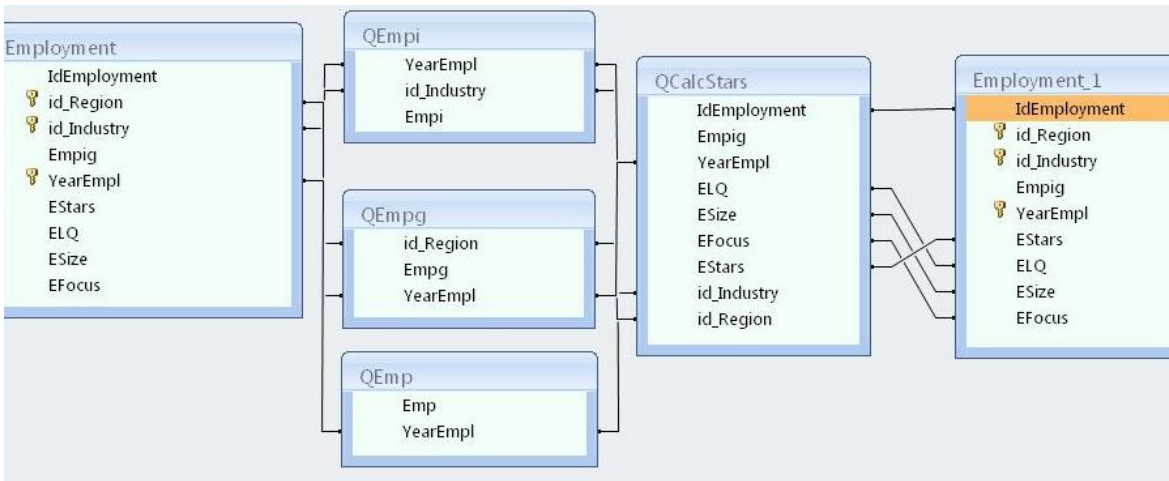 Employment
IdEmployment
id_Region
id_Industry
Empig
YearEmpl
EStars
ELQ
ESize
EFocus
QEmpi
YearEmpl
id_Industry
Empi
QEmpg
id_Region
Empg
YearEmpl
QEmp
Emp
YearEmpl
QCalcStars
IdEmployment
Empig
YearEmpl
ELQ
ESize
EFocus
EStars
id_Industry
id_Region
Employment_1
IdEmployment
id_Region
id_Industry
Empig
YearEmpl
EStars
ELQ
ESize
EFocus